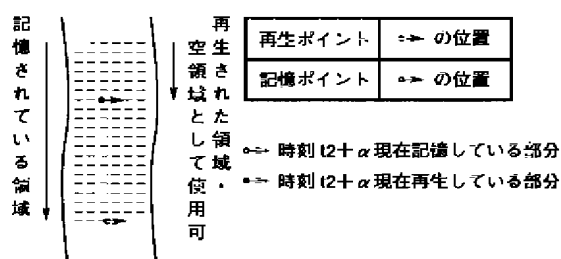 記憶されている領域
再生された領域・
空領域として使用可
再生ポイント の位置
記憶ポイント の位置
時刻t2+α現在記憶している部分
時刻t2+α現在再生している部分